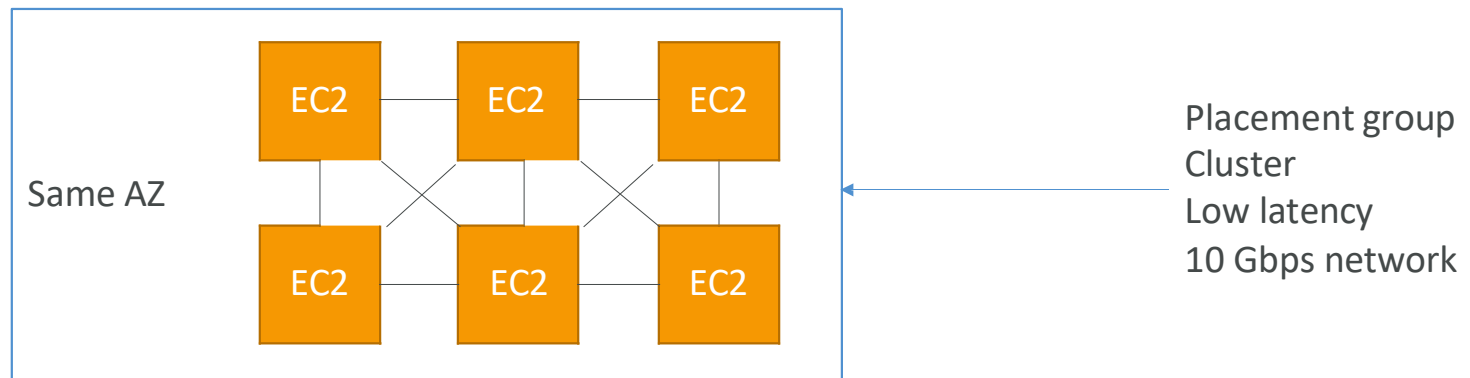 EC2 EC2 EC2
Same AZ
EC2 EC2 EC2
Placement group
Cluster
Low latency
10 Gbps network